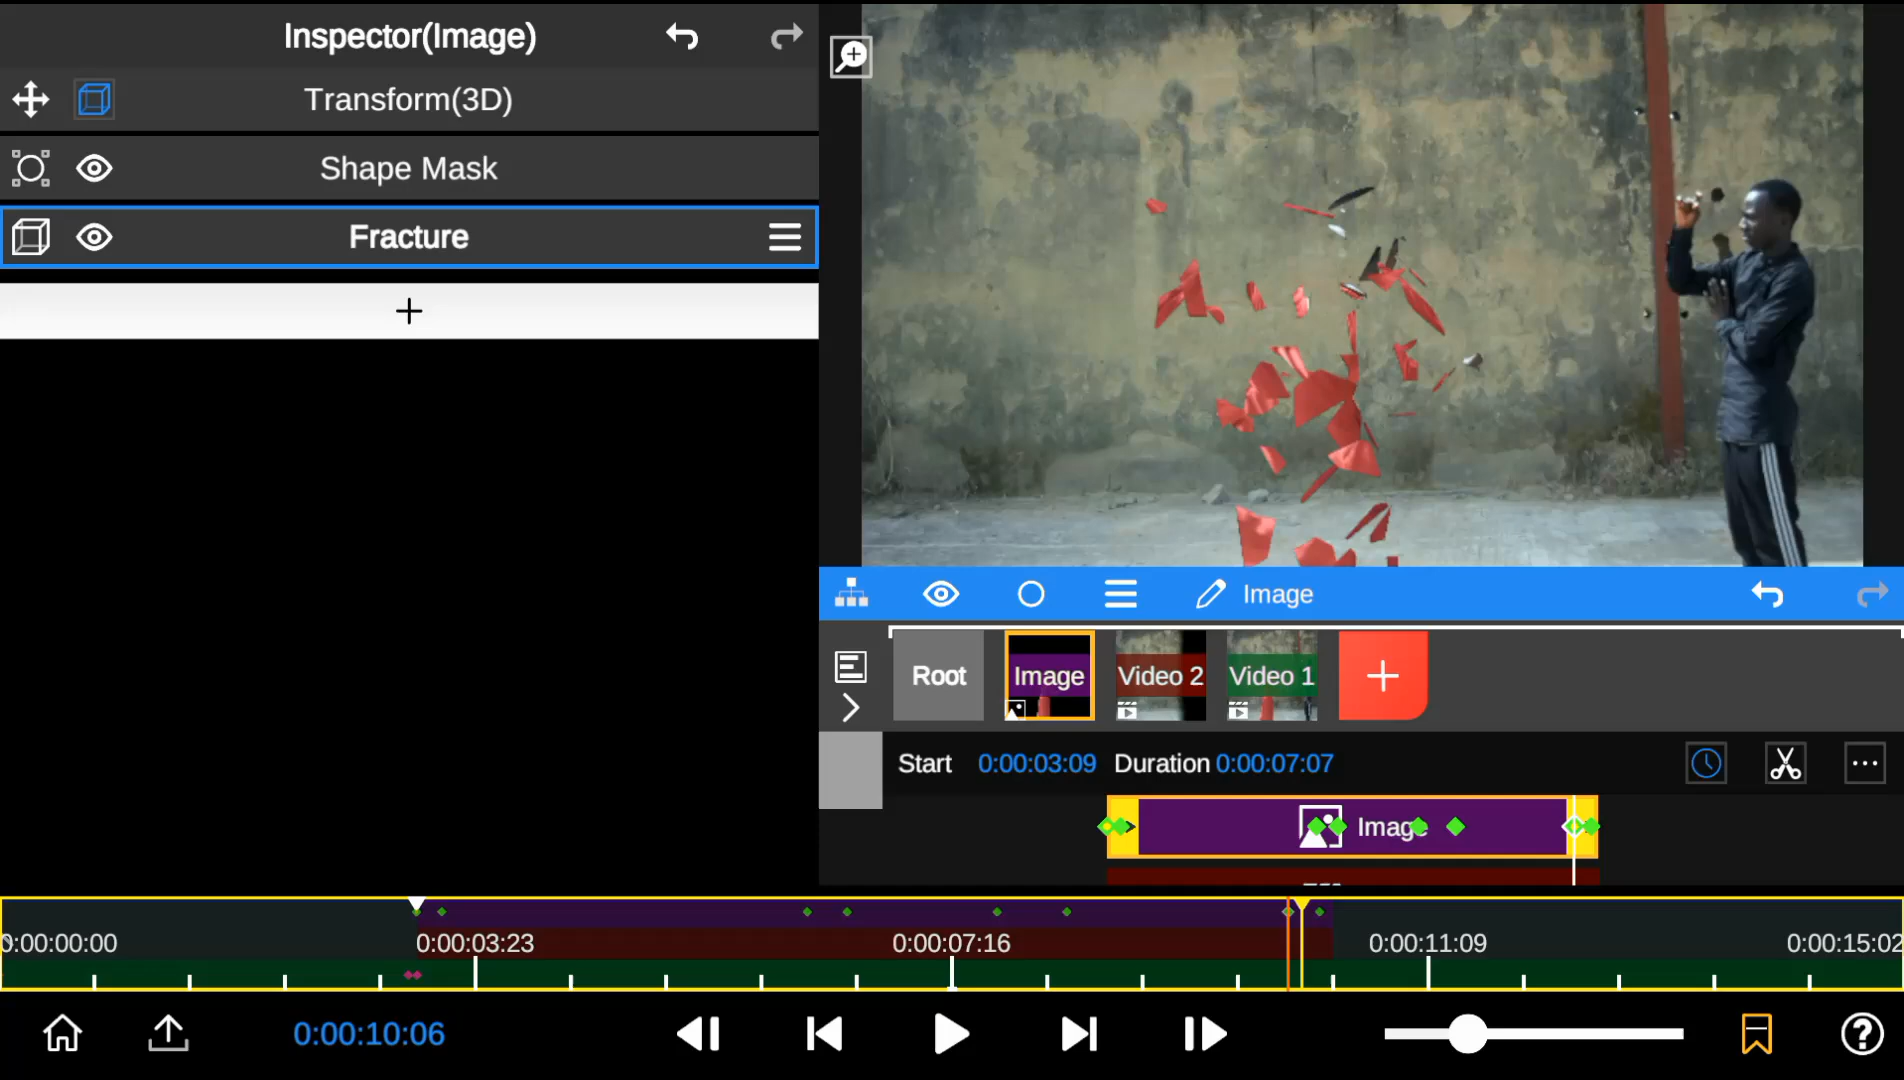 Inspector(Image)
Transform(3D)
Shape Mask
Fracture
Image
Root
Image
Video 2
Video 1
Start 0:00:03:09 Duration 0:00:07:07
Image
0:00:00:00 0:00:03:23 0:00:07:16 0:00:11:09 0:00:15:02
0:00:10:06